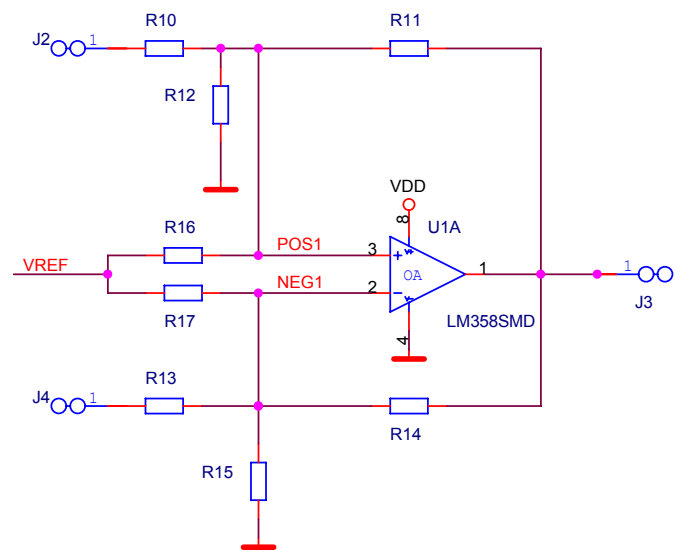 R10
R11
J2
1
R12
VDD
8
U1A
R16
POS1
3
V+
VREF
OA
1
1
NEG1
2
J3
R17
V-
LM358SMD
4
R13
J4
1
R14
R15